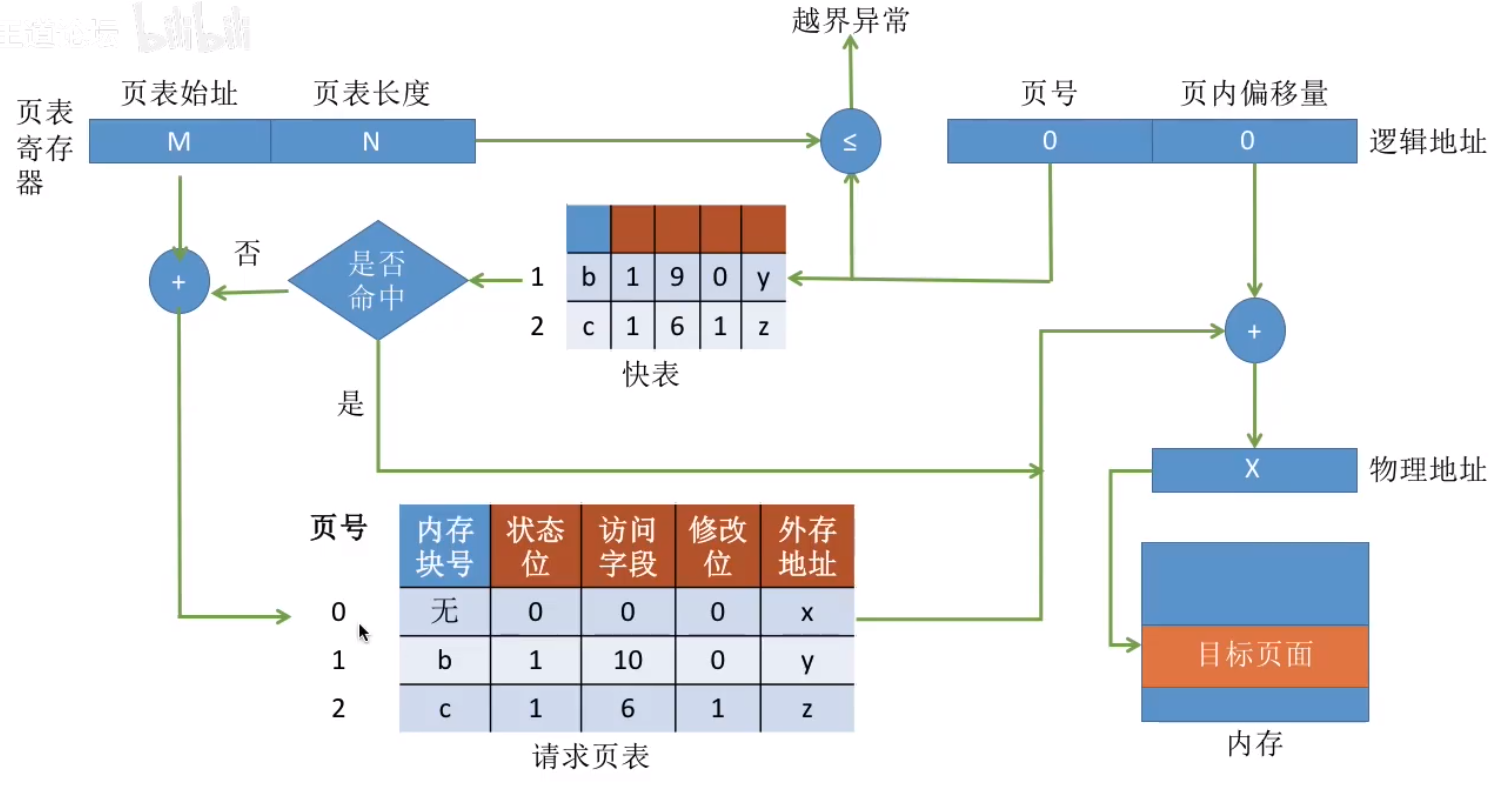 王道论坛 bilibili
越界异常
页表始址 页表长度
页号 页内偏移量
页表
寄存
器
M N
≤
0 0
逻辑地址
否
是否
命中
+
1 b 1 9 0 y
2 c 1 6 1 z
快表
+
是
X
物理地址
页号
内存
块号
状态
位
访问
字段
修改
位
外存
地址
0 无 0 0 0 x
1 b 1 10 0 y
2 c 1 6 1 z
请求页表
目标页面
内存